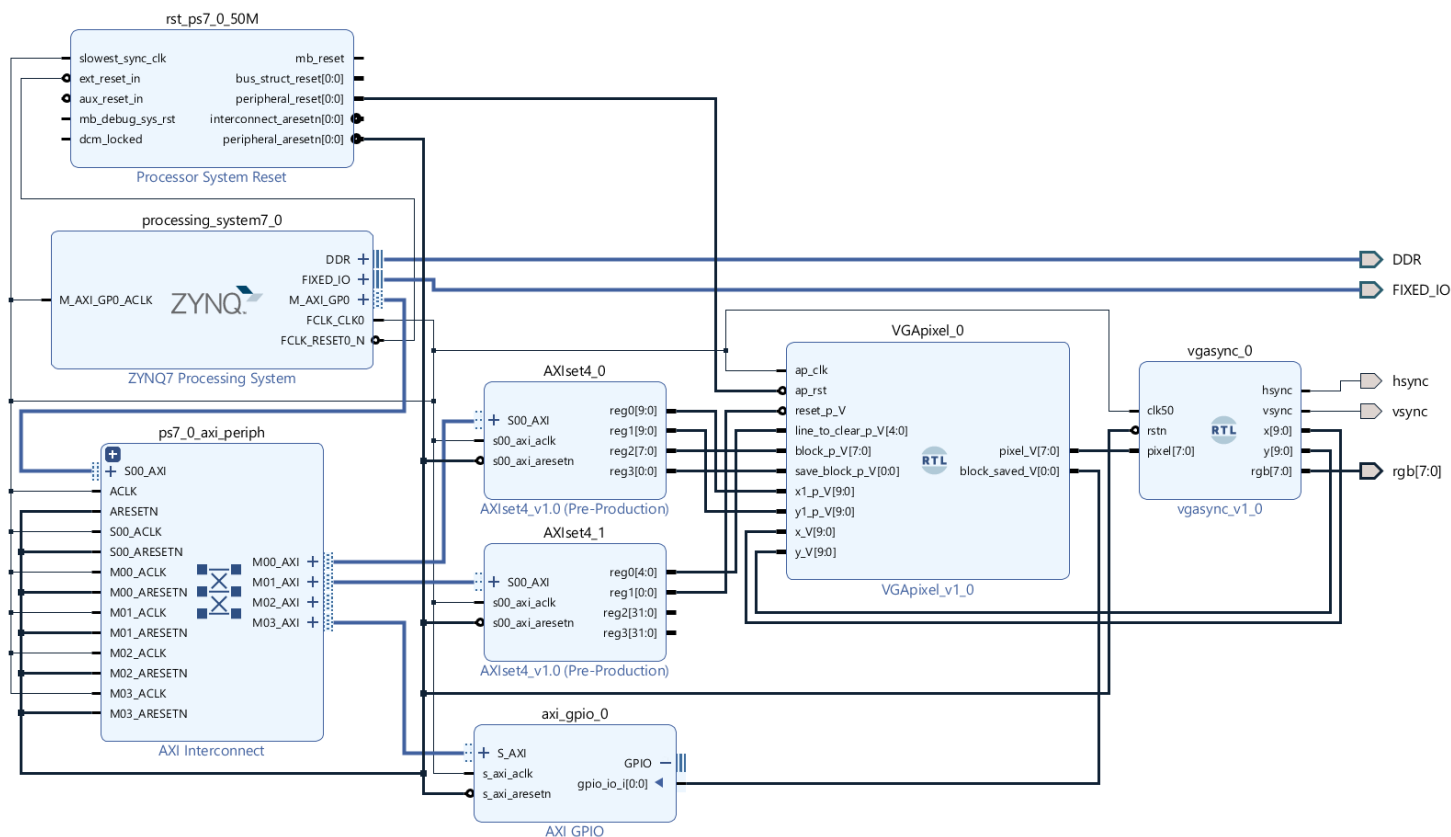 rst_ps7_0_50M
slowest_sync_clk
ext_reset_in
aux_reset_in
mb_debug_sys_rst
dcm_locked
mb_reset
bus_struct_reset[0:0]
peripheral_reset[0:0]
interconnect_aresetn[0:0]
peripheral_aresetn[0:0]
Processor System Reset
processing_system7_0
M_AXI_GP0_ACLK
ZYNQ
DDR
FIXED_IO
M_AXI_GP0
FCLK_CLK0
FCLK_RESET0_N
ZYNQ7 Processing System
ps7_0_axi_periph
S00_AXI
ACLK
ARESETN
S00_ACLK
S00_ARESETN
M00_ACLK
M00_ARESETN
M01_ACLK
M01_ARESETN
M02_ACLK
M02_ARESETN
M03_ACLK
M03_ARESETN
M00_AXI
M01_AXI
M02_AXI
M03_AXI
AXI Interconnect
AXIset4_0
S00_AXI
s00_axi_aclk
s00_axi_aresetn
reg0[9:0]
reg1[9:0]
reg2[7:0]
reg3[0:0]
AXIset4_v1.0 (Pre-Production)
AXIset4_1
S00_AXI
s00_axi_aclk
s00_axi_aresetn
reg0[4:0]
reg1[0:0]
reg2[31:0]
reg3[31:0]
AXIset4_v1.0 (Pre-Production)
axi_gpio_0
S_AXI
s_axi_aclk
s_axi_aresetn
GPIO
gpio_io_i[0:0]
AXI GPIO
VGApixel_0
ap_clk
ap_rst
reset_p_V
line_to_clear_p_V[4:0]
block_p_V[7:0]
save_block_p_V[0:0]
x1_p_V[9:0]
y1_p_V[9:0]
x_V[9:0]
y_V[9:0]
RTL
pixel_V[7:0]
block_saved_V[0:0]
VGApixel_v1_0
vgasync_0
clk50
rstn
pixel[7:0]
RTL
hsync
vsync
x[9:0]
y[9:0]
rgb[7:0]
vgasync_v1_0
DDR
FIXED_IO
hsync
vsync
rgb[7:0]